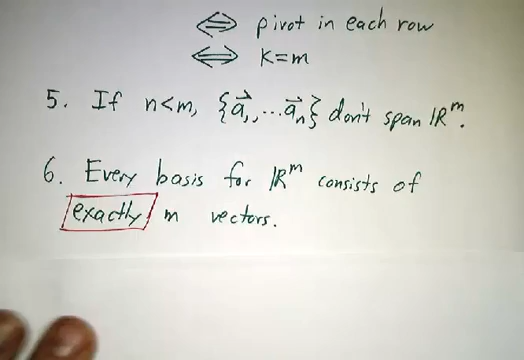 ⇔ pivot in each row
⇔ K=m
5. If n<m, {a⃗₁,...a⃗ₙ} don't span ℝᵐ.
6. Every basis for ℝᵐ consists of
exactly m vectors.